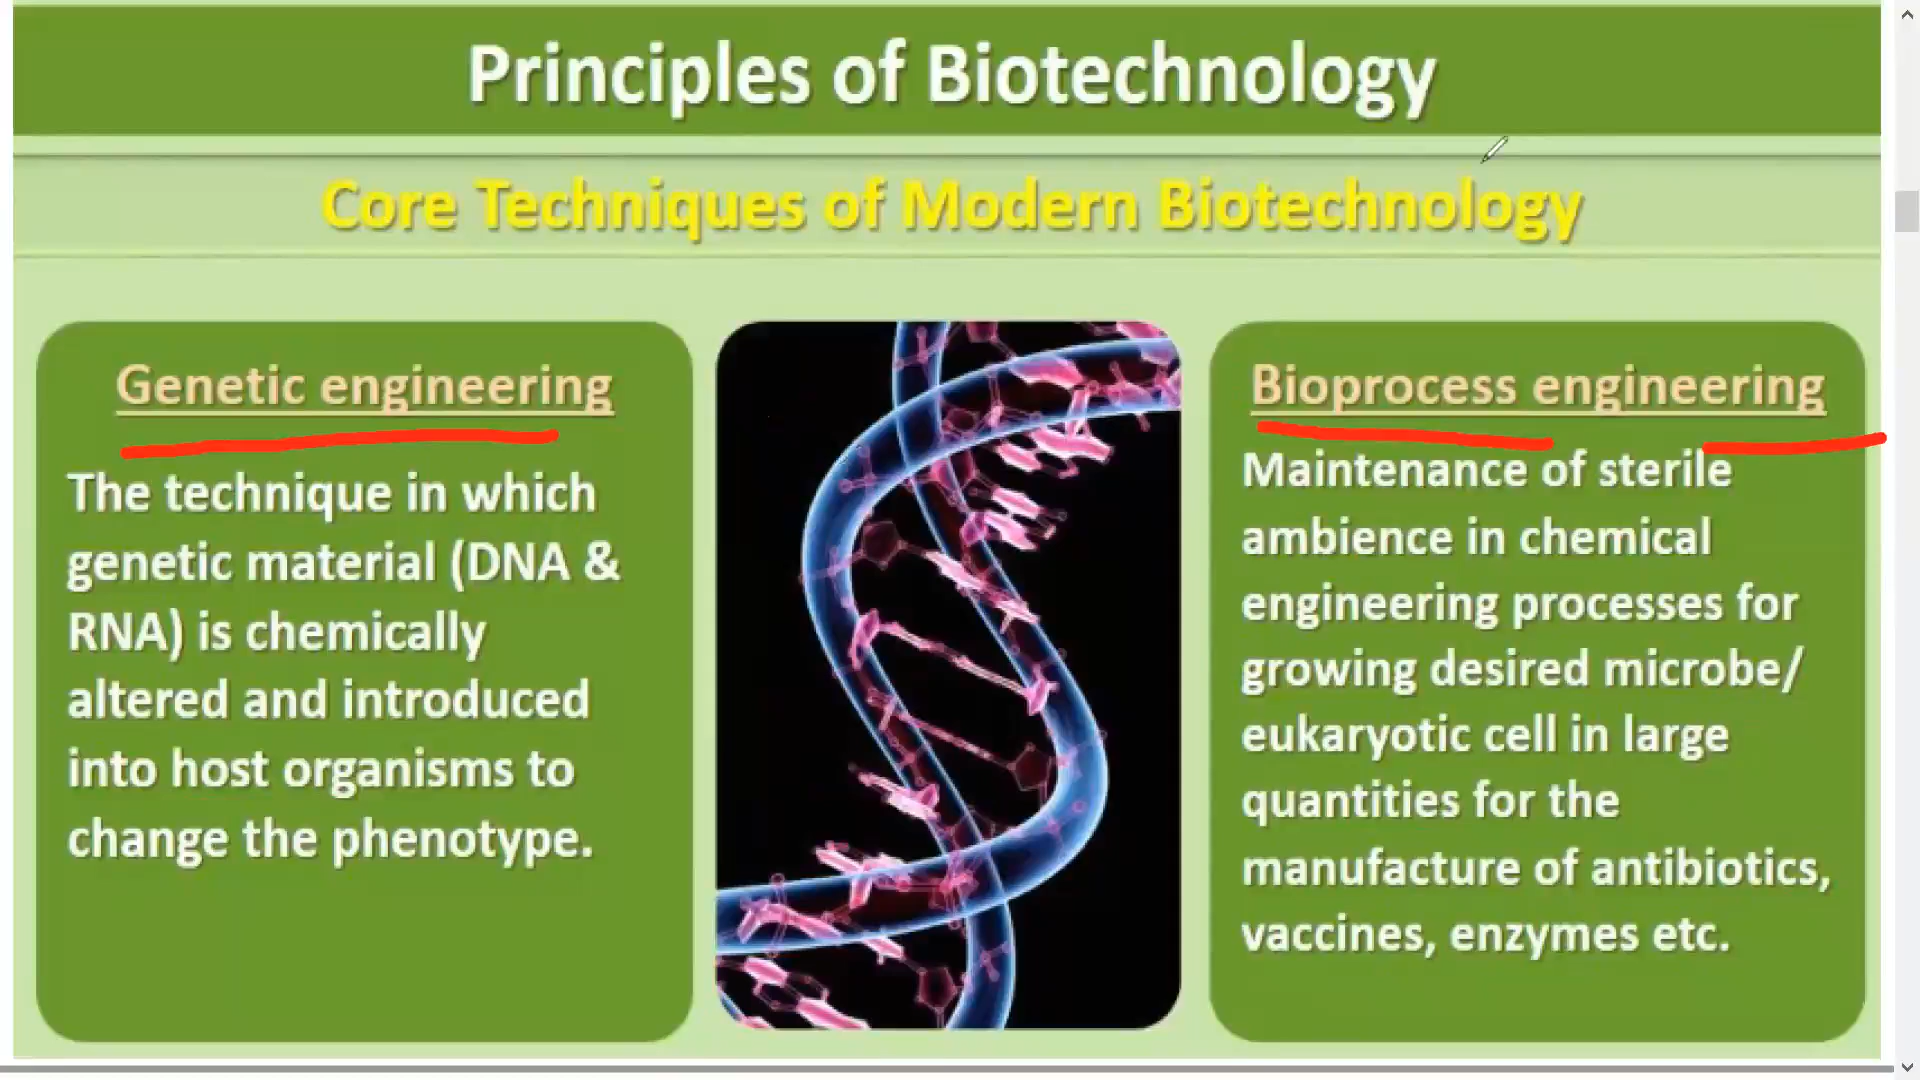 Principles of Biotechnology
Core Techniques of Modern Biotechnology
Genetic engineering
The technique in which
genetic material (DNA &
RNA) is chemically
altered and introduced
into host organisms to
change the phenotype.
Bioprocess engineering
Maintenance of sterile
ambience in chemical
engineering processes for
growing desired microbe/
eukaryotic cell in large
quantities for the
manufacture of antibiotics,
vaccines, enzymes etc.